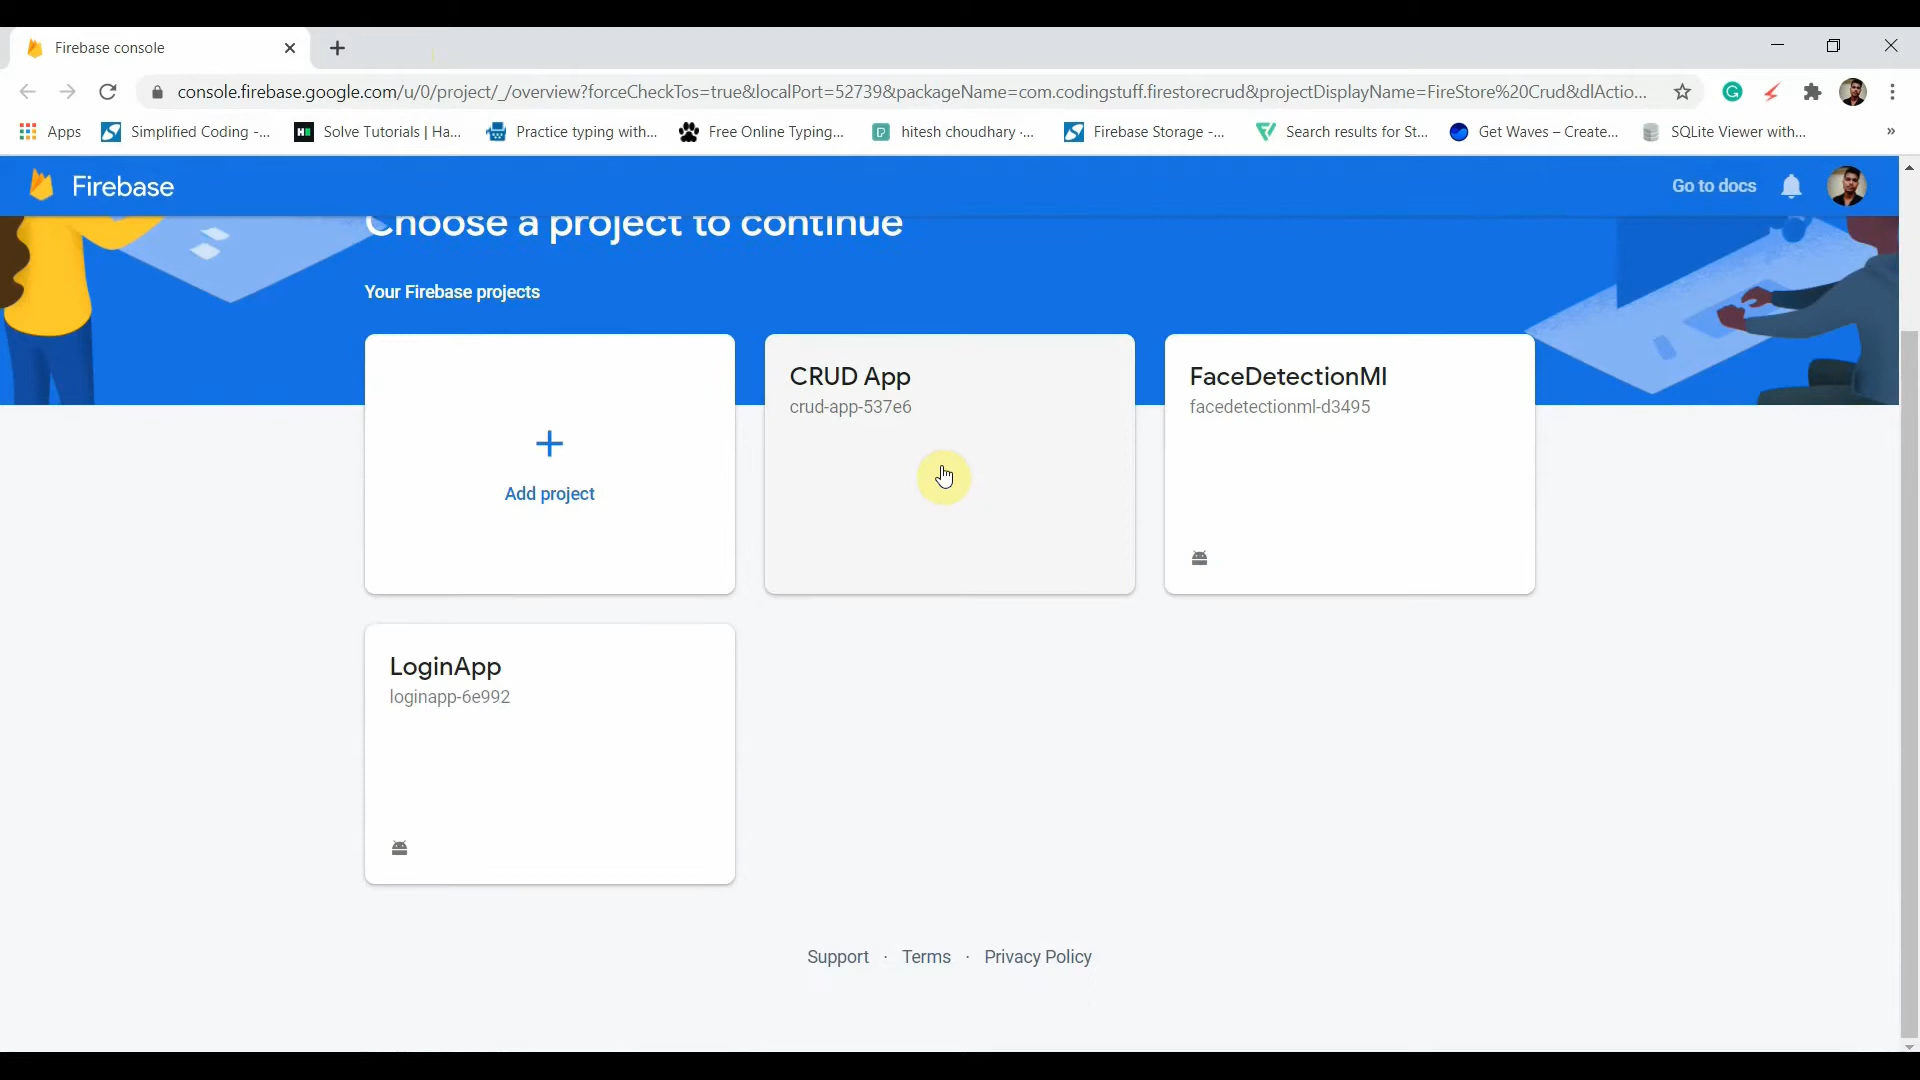 Firebase console
console.firebase.google.com/u/0/project/_/overview?forceCheckTos=true&localPort=52739&packageName=com.codingstuff.firestorecrud&projectDisplayName=FireStore%20Crud&dlActio...
Apps Simplified Coding -... Solve Tutorials | Ha... Practice typing with... Free Online Typing... hitesh choudhary -... Firebase Storage -... Search results for St... Get Waves – Create... SQLite Viewer with... »
Firebase Go to docs
Choose a project to continue
Your Firebase projects
CRUD App
crud-app-537e6
FaceDetectionMl
facedetectionml-d3495
Add project
LoginApp
loginapp-6e992
Support · Terms · Privacy Policy